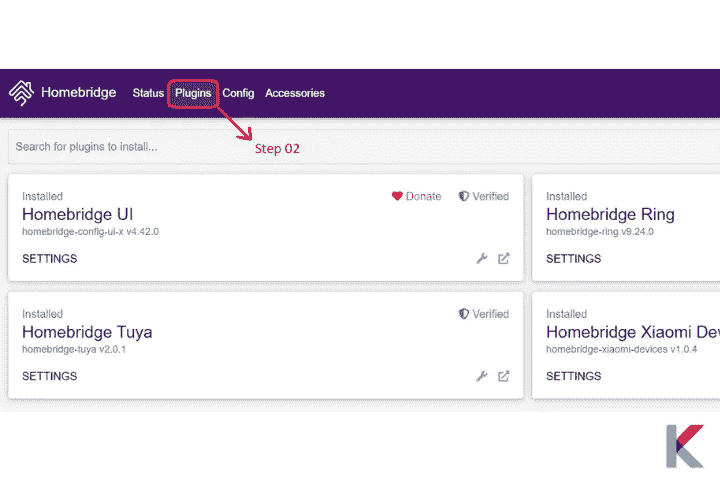 Homebridge Status Plugins Config Accessories
Step 02
Search for plugins to install...
Installed Donate Verified
Homebridge UI
homebridge-config-ui-x v4.42.0
SETTINGS
Installed
Homebridge Ring
homebridge-ring v9.24.0
SETTINGS
Installed Verified
Homebridge Tuya
homebridge-tuya v2.0.1
SETTINGS
Installed
Homebridge Xiaomi Dev
homebridge-xiaomi-devices v1.0.4
SETTINGS
K